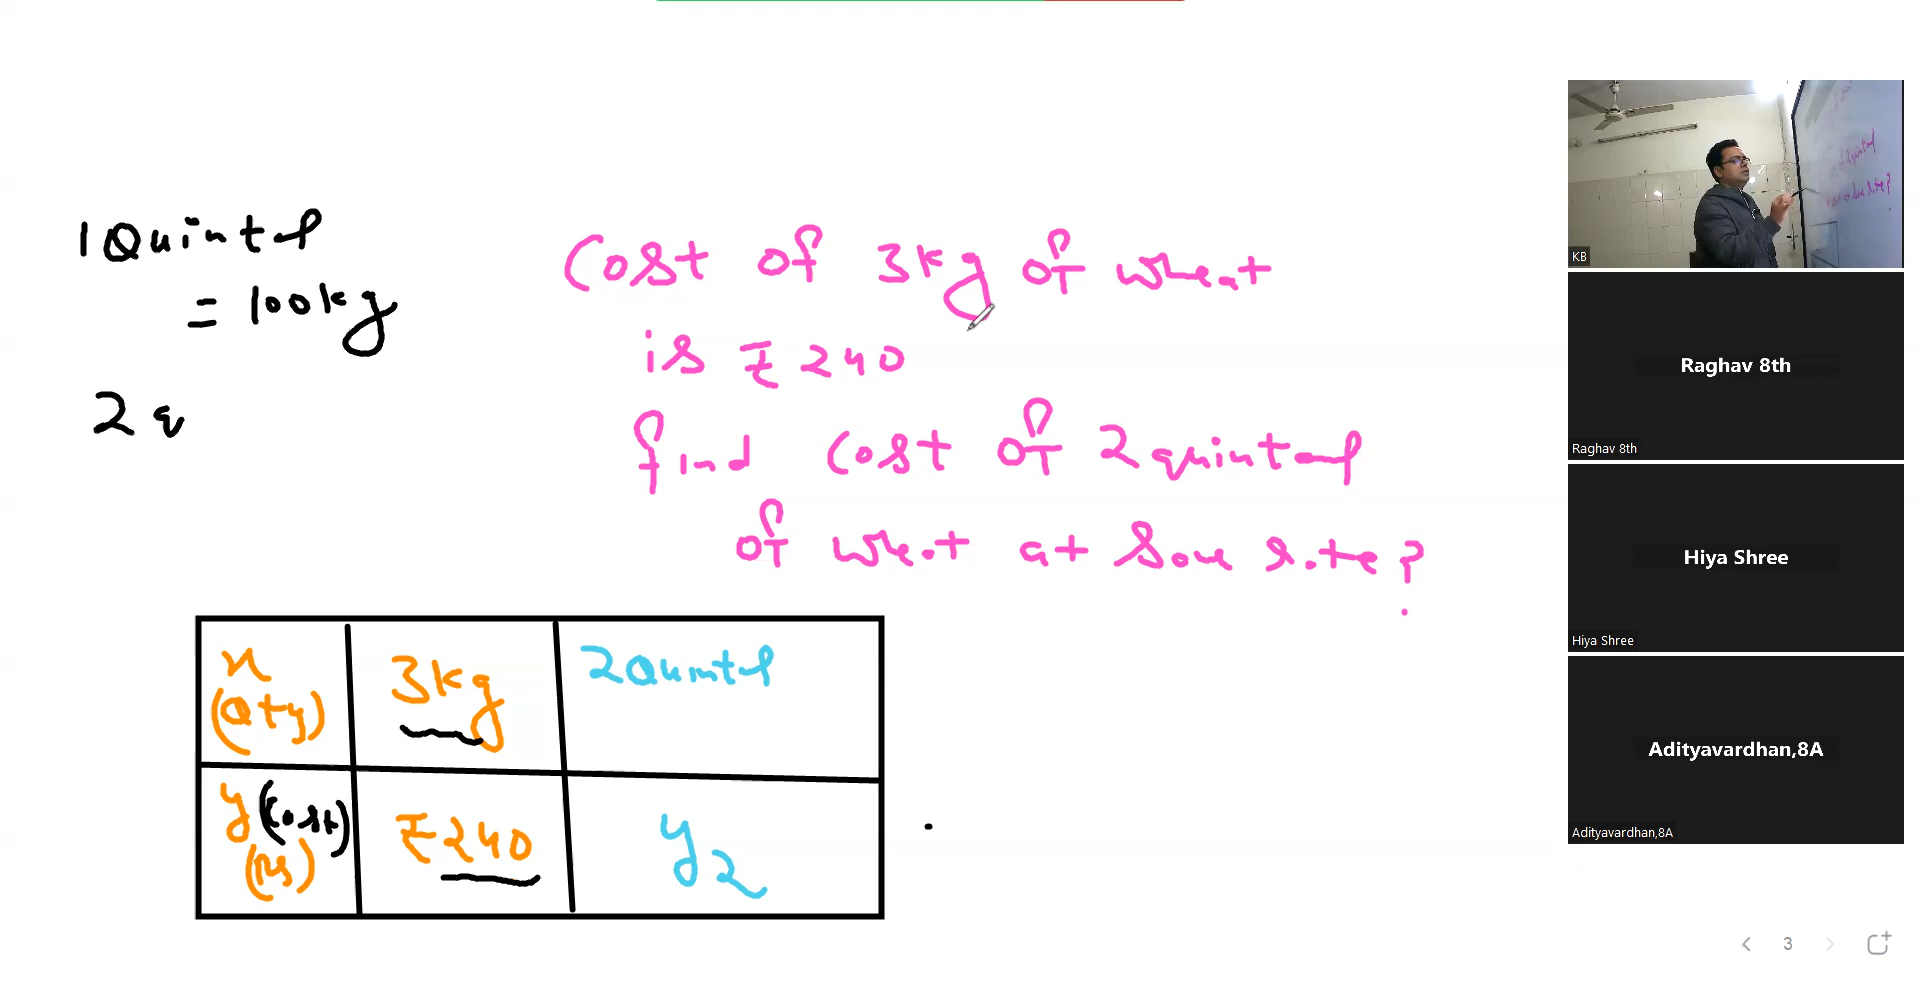 1 Quintal
= 100kg
2 q
Cost of 3kg of wheat
is ₹ 240
find cost of 2 quintal
of wheat at same rate ?
x
(Qty)
3kg
2 Quintal
y (Cost)
(Rs)
₹ 240
y2
KB
Raghav 8th
Raghav 8th
Hiya Shree
Hiya Shree
Adityavardhan,8A
Adityavardhan,8A
3